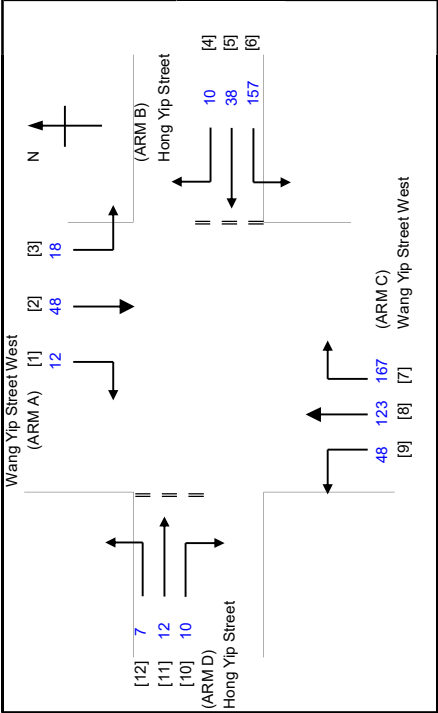 Wang Yip Street West
(ARM A)
[1] [2] [3]
12 48 18
N
[4]
[5]
[6]
10
38
157
(ARM B)
Hong Yip Street
[12] 7
[11] 12
[10] 10
(ARM D)
Hong Yip Street
48 123 167
[9] [8] [7]
(ARM C)
Wang Yip Street West